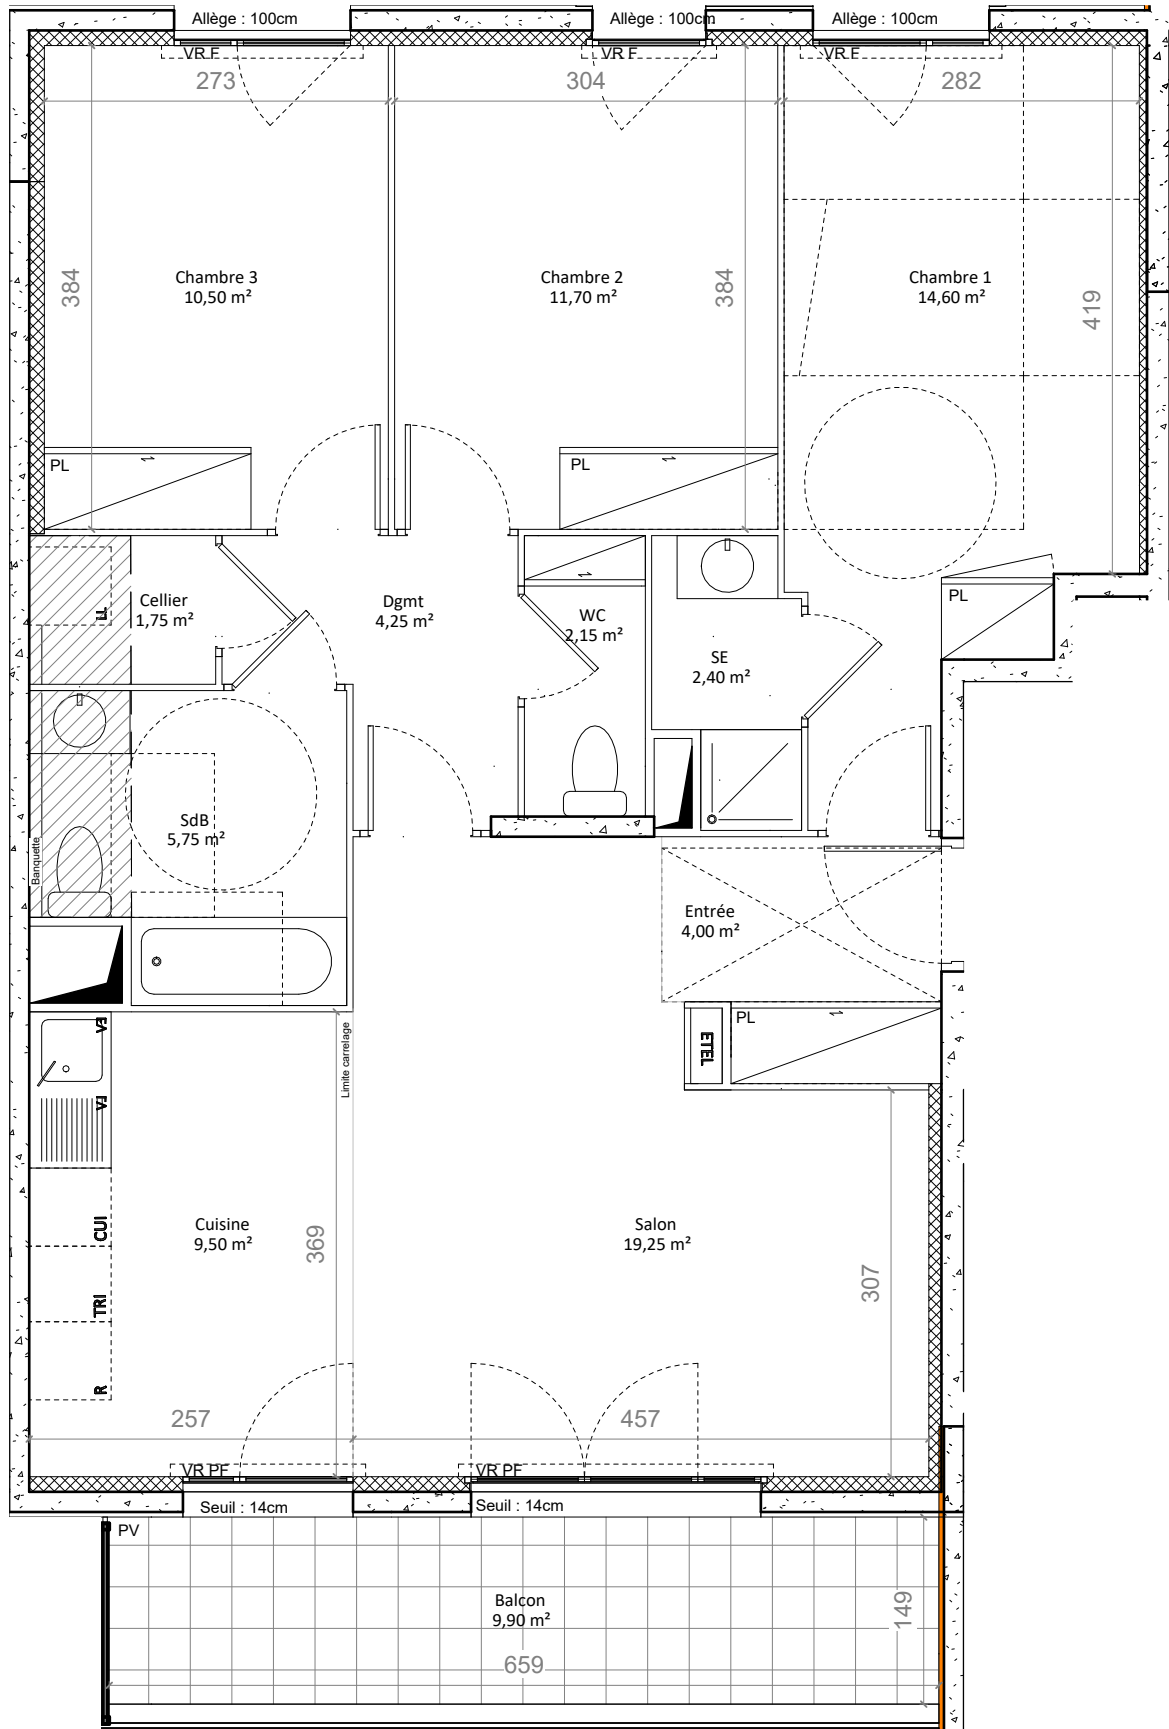 Allège : 100cm
Allège : 100cm
Allège : 100cm
VR F
VR F
VR F
273
304
282
Chambre 3
10,50 m²
Chambre 2
11,70 m²
Chambre 1
14,60 m²
384
384
419
PL
PL
PL
LL
Cellier
1,75 m²
Dgmt
4,25 m²
WC
2,15 m²
SE
2,40 m²
SdB
5,75 m²
Banquette
Entrée
4,00 m²
ETEL
PL
EV
EV
Limite carrelage
CUI
TRI
R
Cuisine
9,50 m²
369
Salon
19,25 m²
307
257
457
VR PF
VR PF
Seuil : 14cm
Seuil : 14cm
PV
Balcon
9,90 m²
149
659